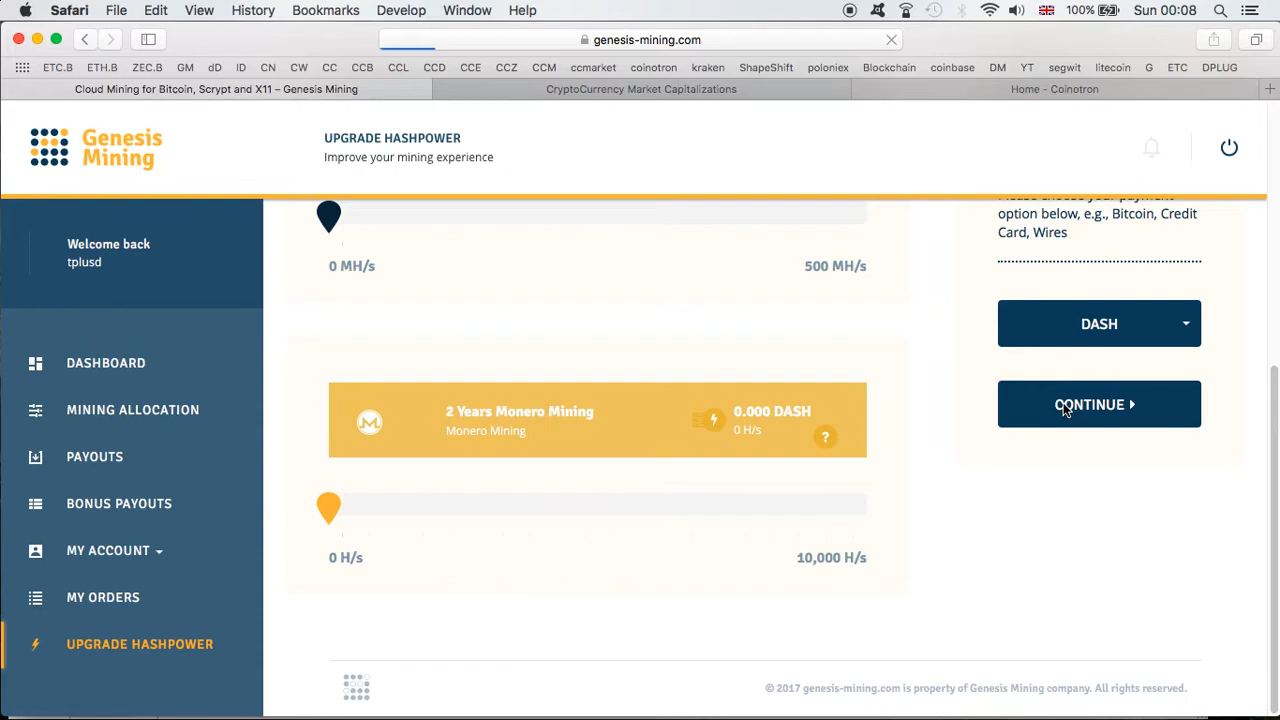 Safari File Edit View History Bookmarks Develop Window Help 100% Sun 00:08
genesis-mining.com
ETC.B ETH.B ZEC.B GM dD ID CN CW CC CCB CCL CCD CCE CCZ CCM ccmarket coinotron kraken ShapeShift poloniex Blockchain coinbase DM YT segwit litecoin G ETC DPLUG
Cloud Mining for Bitcoin, Scrypt and X11 – Genesis Mining CryptoCurrency Market Capitalizations Home - Coinotron
Genesis
Mining
UPGRADE HASHPOWER
Improve your mining experience
Welcome back
tplusd
DASHBOARD
MINING ALLOCATION
PAYOUTS
BONUS PAYOUTS
MY ACCOUNT
MY ORDERS
UPGRADE HASHPOWER
0 MH/s 500 MH/s
2 Years Monero Mining 0.000 DASH
Monero Mining 0 H/s
?
0 H/s 10,000 H/s
Please choose your payment
option below, e.g., Bitcoin, Credit
Card, Wires
DASH
CONTINUE
© 2017 genesis-mining.com is property of Genesis Mining company. All rights reserved.